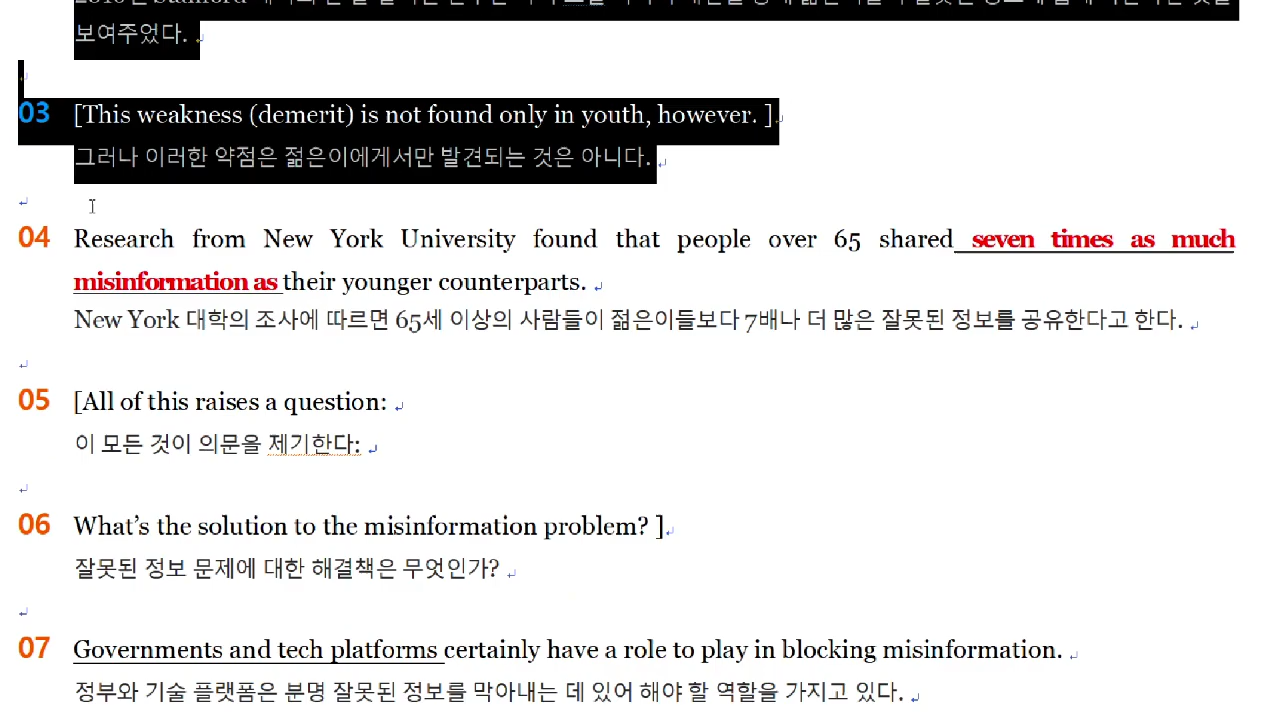 보여주었다.
03 [This weakness (demerit) is not found only in youth, however. ]
그러나 이러한 약점은 젊은이에게서만 발견되는 것은 아니다.
04 Research from New York University found that people over 65 shared seven times as much
misinformation as their younger counterparts.
New York 대학의 조사에 따르면 65세 이상의 사람들이 젊은이들보다 7배나 더 많은 잘못된 정보를 공유한다고 한다.
05 [All of this raises a question:
이 모든 것이 의문을 제기한다:
06 What's the solution to the misinformation problem? ]
잘못된 정보 문제에 대한 해결책은 무엇인가?
07 Governments and tech platforms certainly have a role to play in blocking misinformation.
정부와 기술 플랫폼은 분명 잘못된 정보를 막아내는 데 있어 해야 할 역할을 가지고 있다.